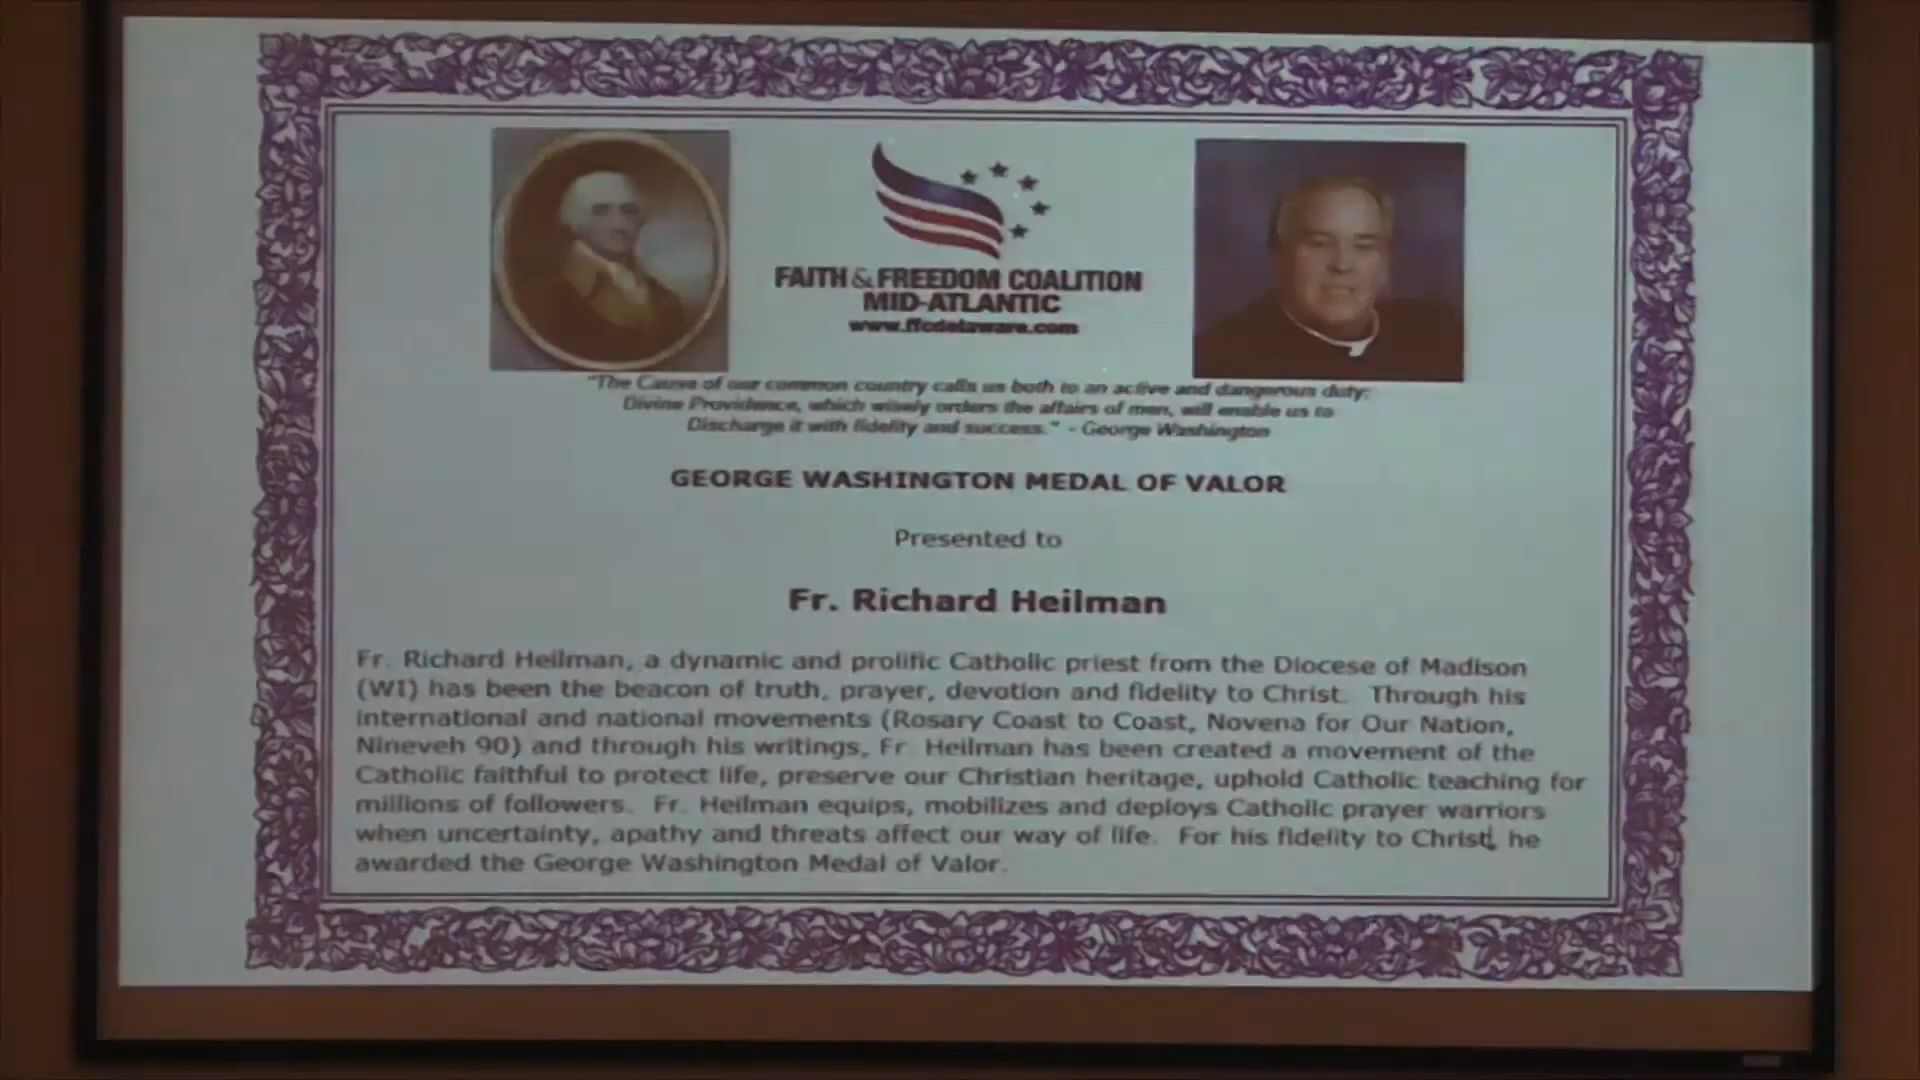 FAITH & FREEDOM COALITION
MID-ATLANTIC
www.ffcdelaware.com
"The Cause of our common country calls us both to an active and dangerous duty;
Divine Providence, which wisely orders the affairs of men, will enable us to
Discharge it with fidelity and success." - George Washington
GEORGE WASHINGTON MEDAL OF VALOR
Presented to
Fr. Richard Heilman
Fr. Richard Heilman, a dynamic and prolific Catholic priest from the Diocese of Madison
(WI) has been the beacon of truth, prayer, devotion and fidelity to Christ. Through his
international and national movements (Rosary Coast to Coast, Novena for Our Nation,
Nineveh 90) and through his writings, Fr. Heilman has been created a movement of the
Catholic faithful to protect life, preserve our Christian heritage, uphold Catholic teaching for
millions of followers. Fr. Heilman equips, mobilizes and deploys Catholic prayer warriors
when uncertainty, apathy and threats affect our way of life. For his fidelity to Christ, he
awarded the George Washington Medal of Valor.